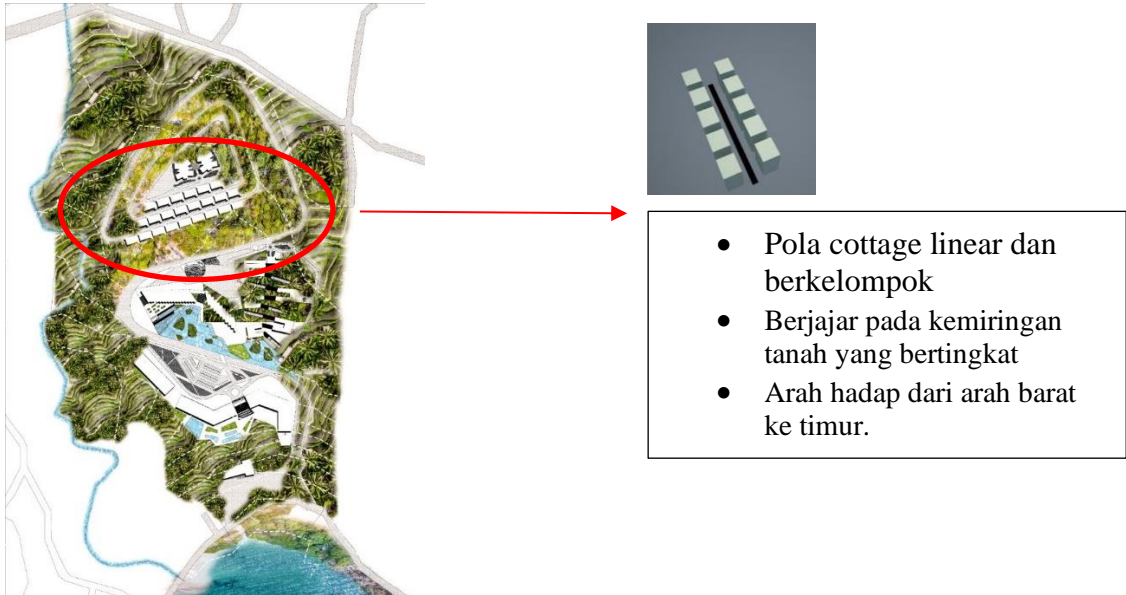 • Pola cottage linear dan
berkelompok
• Berjajar pada kemiringan
tanah yang bertingkat
• Arah hadap dari arah barat
ke timur.